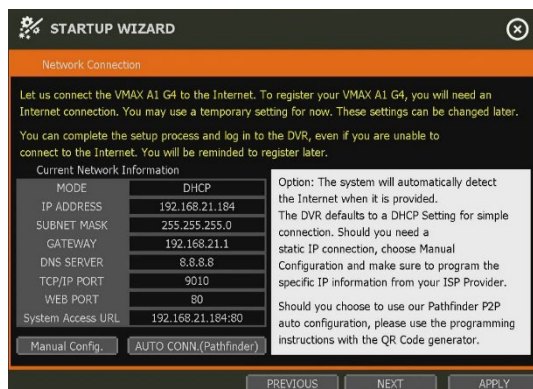 STARTUP WIZARD
Network Connection
Let us connect the VMAX A1 G4 to the Internet. To register your VMAX A1 G4, you will need an
Internet connection. You may use a temporary setting for now. These settings can be changed later.
You can complete the setup process and log in to the DVR, even if you are unable to
connect to the Internet. You will be reminded to register later.
Current Network Information
MODE DHCP
IP ADDRESS 192.168.21.184
SUBNET MASK 255.255.255.0
GATEWAY 192.168.21.1
DNS SERVER 8.8.8.8
TCP/IP PORT 9010
WEB PORT 80
System Access URL 192.168.21.184:80
Manual Config. AUTO CONN.(Pathfinder)
Option: The system will automatically detect
the Internet when it is provided.
The DVR defaults to a DHCP Setting for simple
connection. Should you need a
static IP connection, choose Manual
Configuration and make sure to program the
specific IP information from your ISP Provider.
Should you choose to use our Pathfinder P2P
auto configuration, please use the programming
instructions with the QR Code generator.
PREVIOUS NEXT APPLY